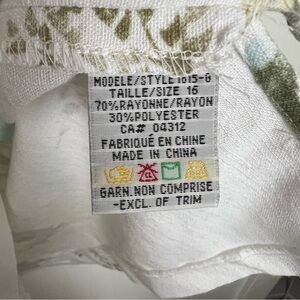 MODELE/STYLE 1615-G
TAILLE/SIZE 16
70%RAYONNE/RAYON
30%POLYESTER
CA# 04312
FABRIQUÉ EN CHINE
MADE IN CHINA
GARN.NON COMPRISE
-EXCL. OF TRIM